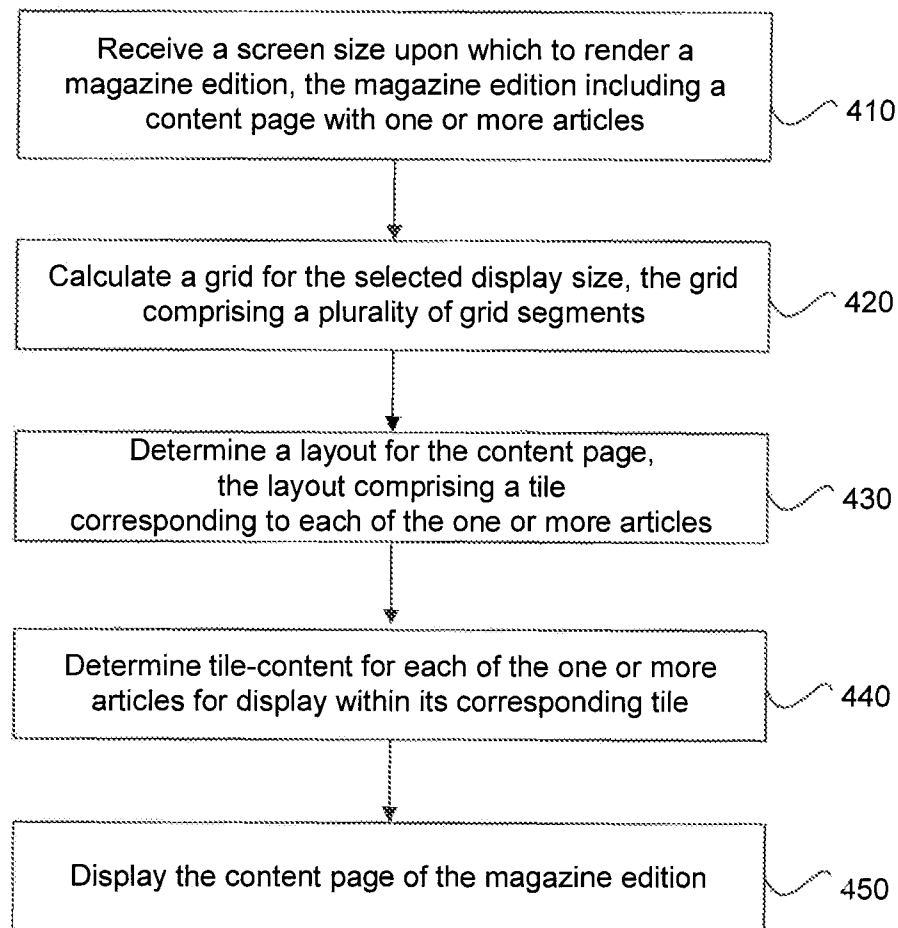 Receive a screen size upon which to render a
magazine edition, the magazine edition including a
content page with one or more articles
410
Calculate a grid for the selected display size, the grid
comprising a plurality of grid segments
420
Determine a layout for the content page,
the layout comprising a tile
corresponding to each of the one or more articles
430
Determine tile-content for each of the one or more
articles for display within its corresponding tile
440
Display the content page of the magazine edition
450